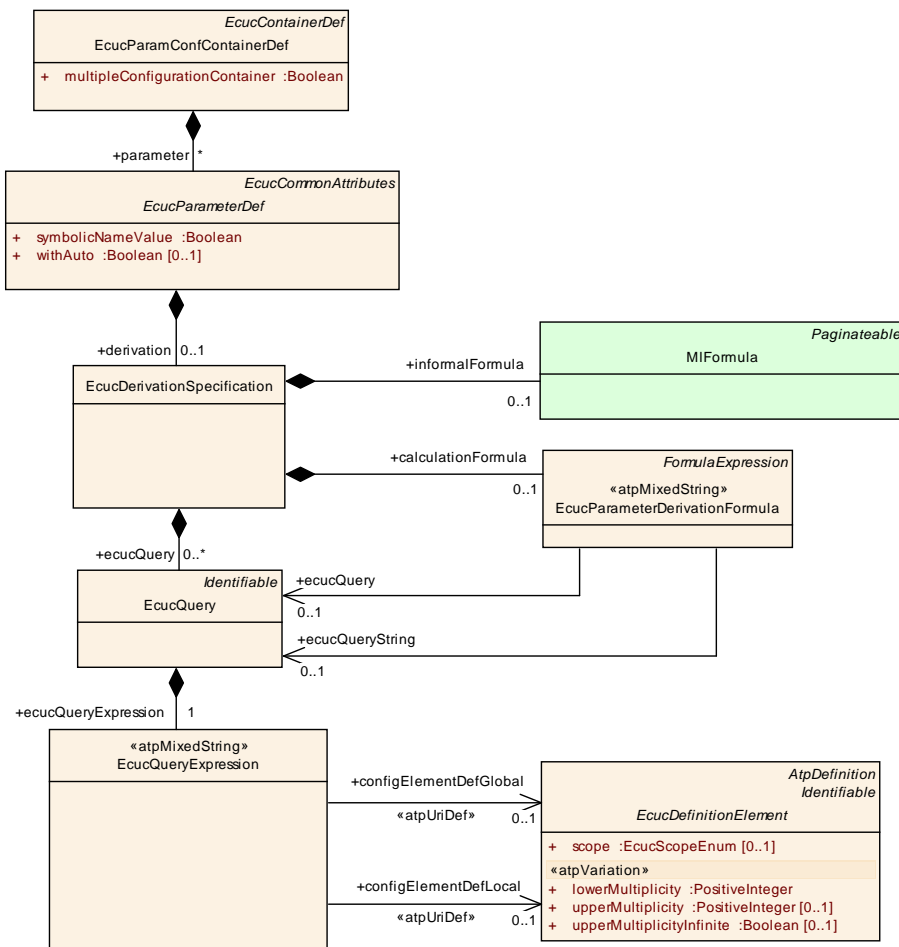 EcucContainerDef
EcucParamConfContainerDef
+ multipleConfigurationContainer :Boolean
+parameter *
EcucCommonAttributes
EcucParameterDef
+ symbolicNameValue :Boolean
+ withAuto :Boolean [0..1]
+derivation 0..1
EcucDerivationSpecification
+informalFormula
0..1
Paginateable
MlFormula
+calculationFormula
0..1
FormulaExpression
«atpMixedString»
EcucParameterDerivationFormula
+ecucQuery 0..*
Identifiable
EcucQuery
+ecucQuery
0..1
+ecucQueryString
0..1
+ecucQueryExpression 1
«atpMixedString»
EcucQueryExpression
+configElementDefGlobal
«atpUriDef» 0..1
+configElementDefLocal
«atpUriDef» 0..1
AtpDefinition
Identifiable
EcucDefinitionElement
+ scope :EcucScopeEnum [0..1]
«atpVariation»
+ lowerMultiplicity :PositiveInteger
+ upperMultiplicity :PositiveInteger [0..1]
+ upperMultiplicityInfinite :Boolean [0..1]